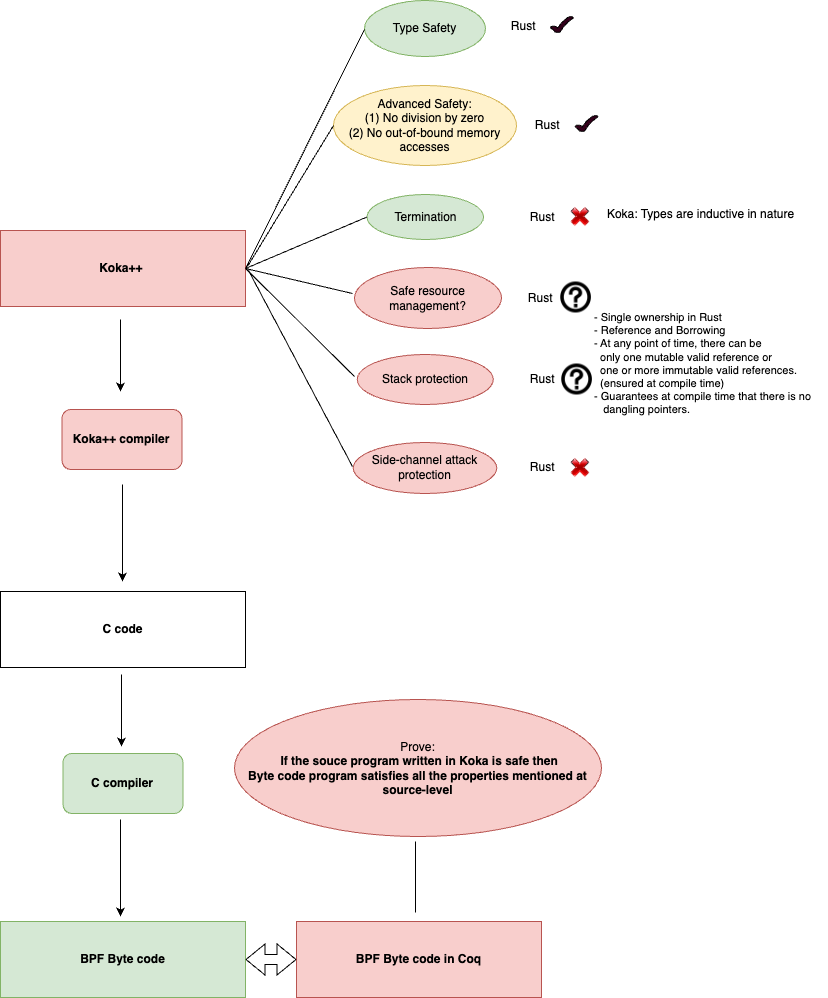 Type Safety
Rust
Advanced Safety:
(1) No division by zero
(2) No out-of-bound memory
accesses
Rust
Termination
Rust
Koka: Types are inductive in nature
Koka++
Safe resource
management?
Rust
- Single ownership in Rust
- Reference and Borrowing
- At any point of time, there can be
only one mutable valid reference or
one or more immutable valid references.
(ensured at compile time)
- Guarantees at compile time that there is no
dangling pointers.
Stack protection
Rust
Koka++ compiler
Side-channel attack
protection
Rust
C code
Prove:
If the souce program written in Koka is safe then
Byte code program satisfies all the properties mentioned at
source-level
C compiler
BPF Byte code
BPF Byte code in Coq